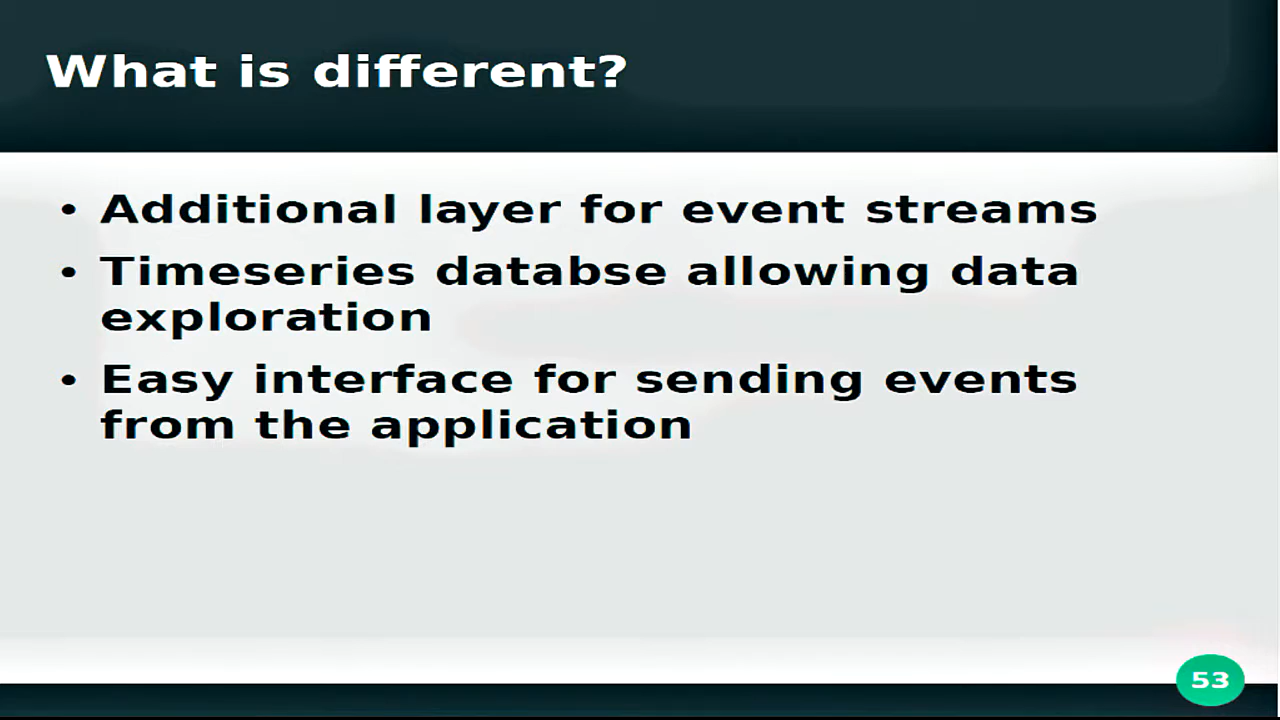 What is different?
• Additional layer for event streams
• Timeseries databse allowing data
exploration
• Easy interface for sending events
from the application
53